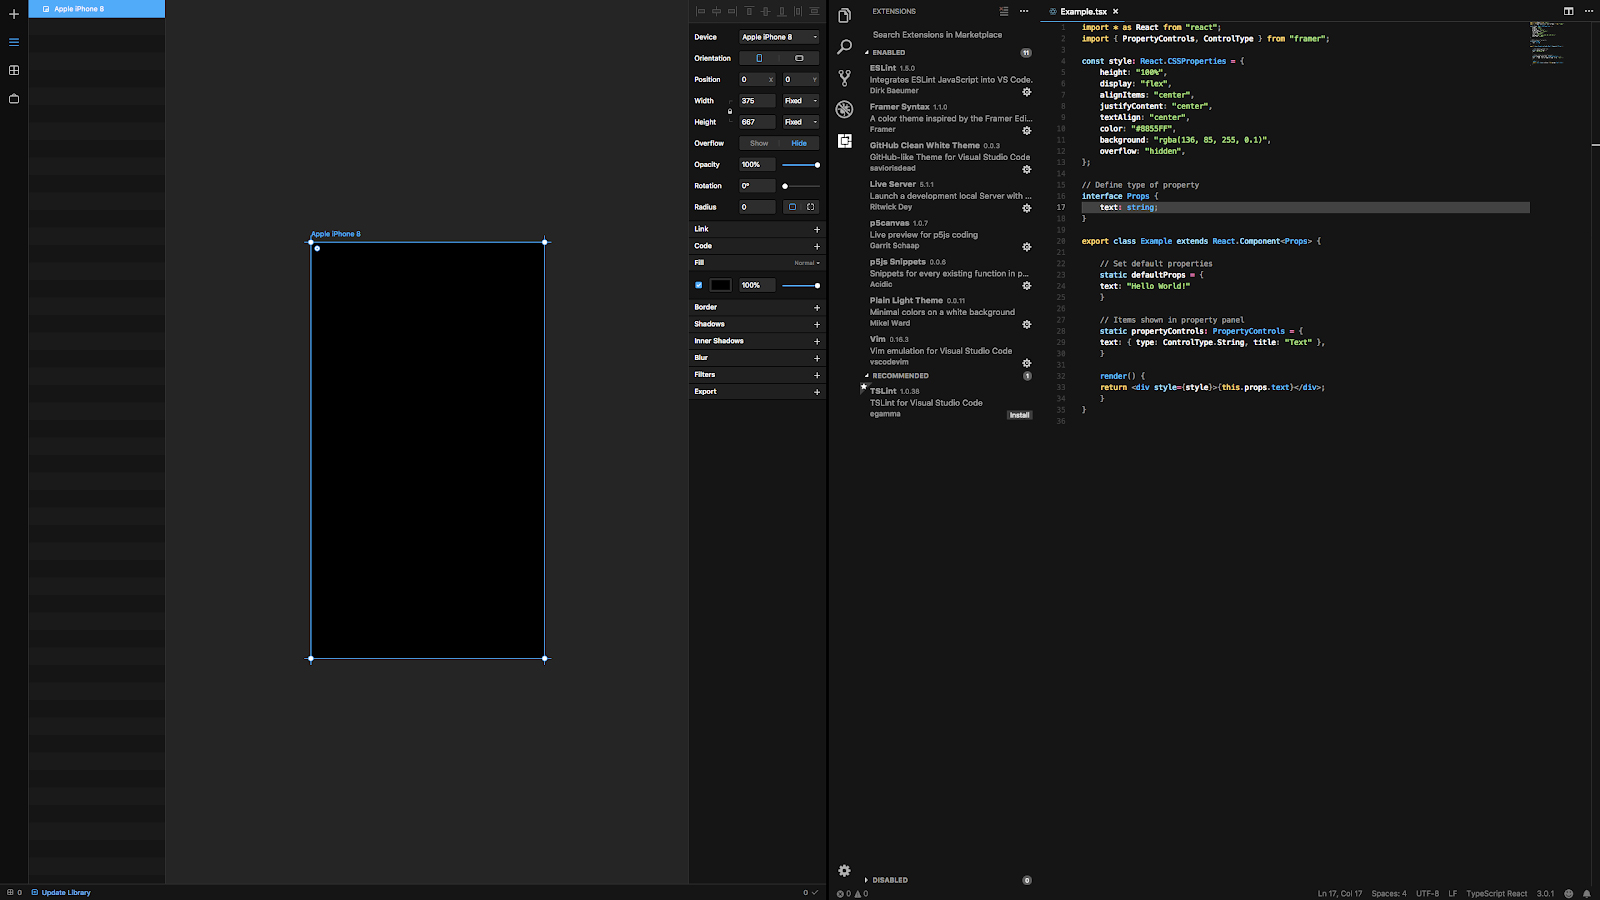 Apple iPhone 8
Apple iPhone 8
Update Library
0
0
Device Apple iPhone 8
Orientation
Position 0 X 0 Y
Width 375 Fixed
Height 667 Fixed
Overflow Show Hide
Opacity 100%
Rotation 0°
Radius 0
Link
Code
Fill Normal
100%
Border
Shadows
Inner Shadows
Blur
Filters
Export
EXTENSIONS
Search Extensions in Marketplace
ENABLED 11
ESLint 1.5.0
Integrates ESLint JavaScript into VS Code.
Dirk Baeumer
Framer Syntax 1.1.0
A color theme inspired by the Framer Edi...
Framer
GitHub Clean White Theme 0.0.3
GitHub-like Theme for Visual Studio Code
saviorisdead
Live Server 5.1.1
Launch a development local Server with ...
Ritwick Dey
p5canvas 1.0.7
Live preview for p5js coding
Garrit Schaap
p5js Snippets 0.0.6
Snippets for every existing function in p...
Acidic
Plain Light Theme 0.0.11
Minimal colors on a white background
Mikel Ward
Vim 0.16.3
Vim emulation for Visual Studio Code
vscodevim
RECOMMENDED 1
TSLint 1.0.38
TSLint for Visual Studio Code
egamma Install
DISABLED 0
0 0
Example.tsx
1 import * as React from "react";
2 import { PropertyControls, ControlType } from "framer";
3
4 const style: React.CSSProperties = {
5 height: "100%",
6 display: "flex",
7 alignItems: "center",
8 justifyContent: "center",
9 textAlign: "center",
10 color: "#8855FF",
11 background: "rgba(136, 85, 255, 0.1)",
12 overflow: "hidden",
13 };
14
15 // Define type of property
16 interface Props {
17 text: string;
18 }
19
20 export class Example extends React.Component<Props> {
21
22 // Set default properties
23 static defaultProps = {
24 text: "Hello World!"
25 }
26
27 // Items shown in property panel
28 static propertyControls: PropertyControls = {
29 text: { type: ControlType.String, title: "Text" },
30 }
31
32 render() {
33 return <div style={style}>{this.props.text}</div>;
34 }
35 }
36
Ln 17, Col 17 Spaces: 4 UTF-8 LF TypeScript React 3.0.1